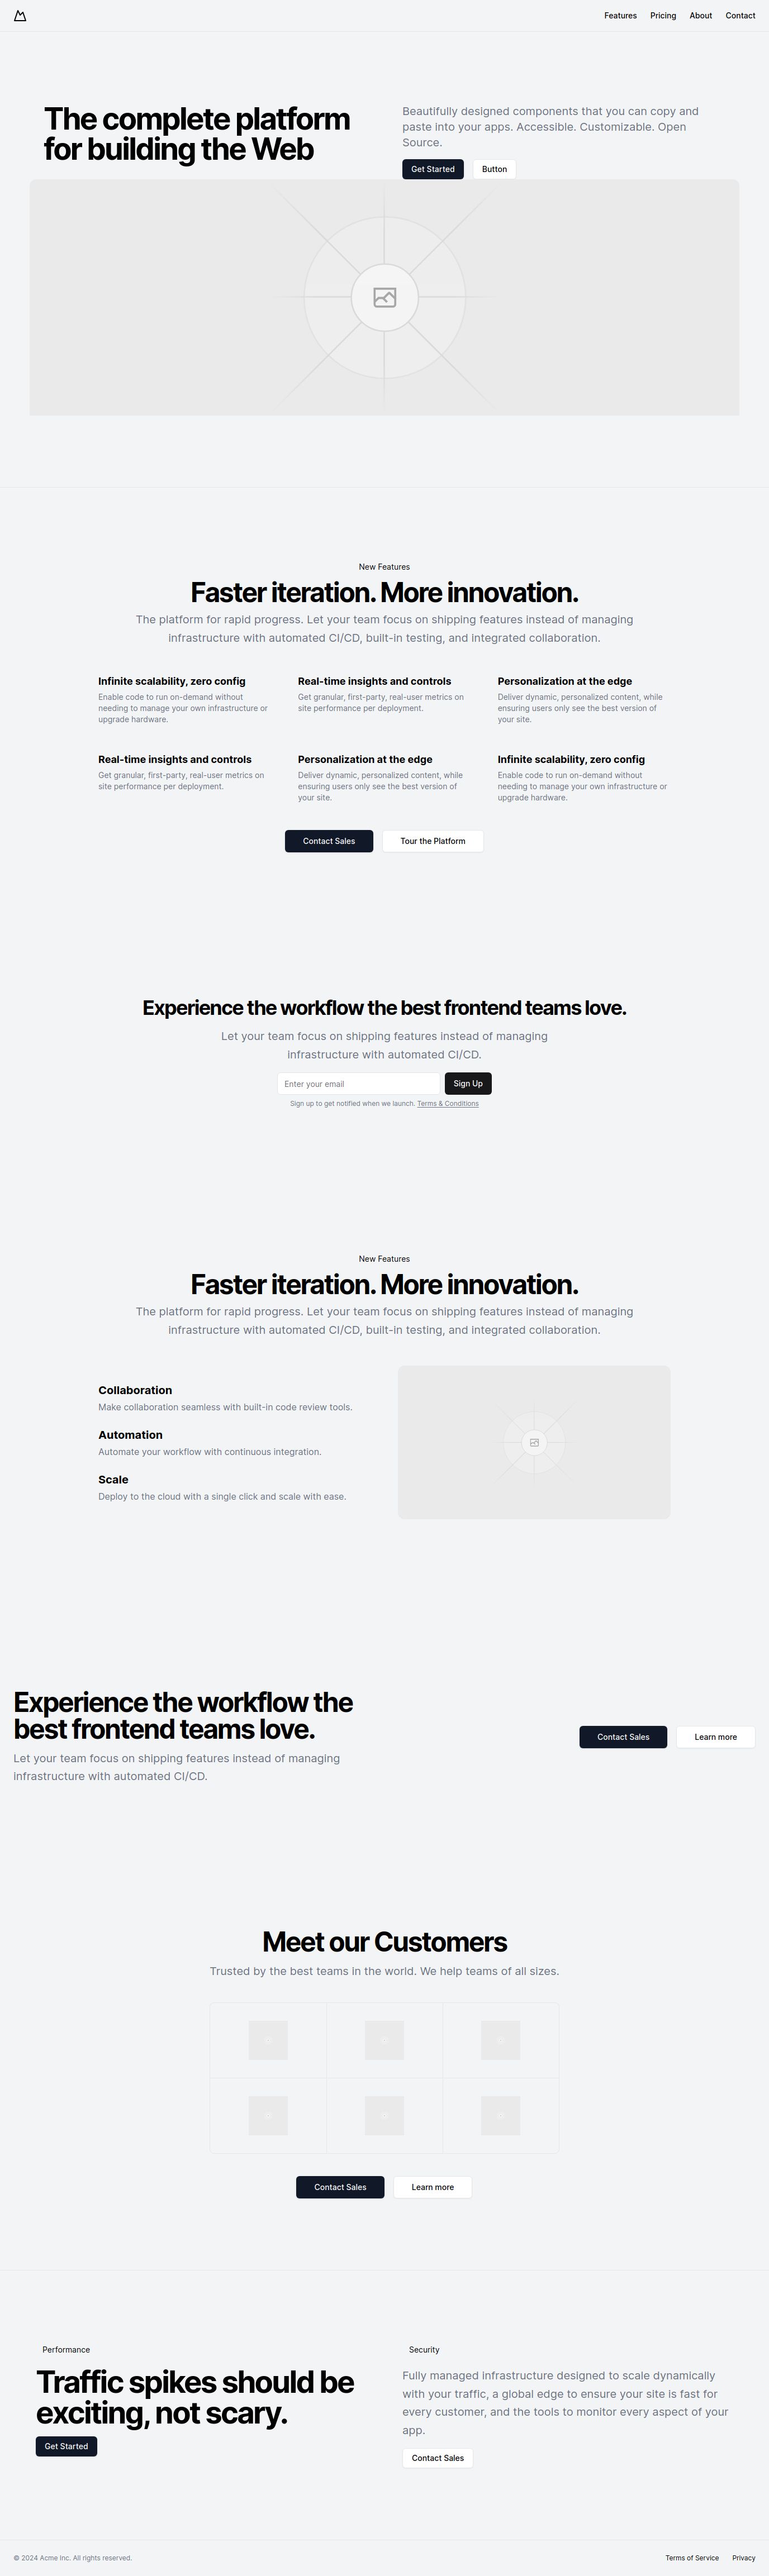 Features Pricing About Contact
The complete platform
for building the Web
Beautifully designed components that you can copy and
paste into your apps. Accessible. Customizable. Open
Source.
Get Started Button
New Features
Faster iteration. More innovation.
The platform for rapid progress. Let your team focus on shipping features instead of managing
infrastructure with automated CI/CD, built-in testing, and integrated collaboration.
Infinite scalability, zero config
Enable code to run on-demand without
needing to manage your own infrastructure or
upgrade hardware.
Real-time insights and controls
Get granular, first-party, real-user metrics on
site performance per deployment.
Personalization at the edge
Deliver dynamic, personalized content, while
ensuring users only see the best version of
your site.
Real-time insights and controls
Get granular, first-party, real-user metrics on
site performance per deployment.
Personalization at the edge
Deliver dynamic, personalized content, while
ensuring users only see the best version of
your site.
Infinite scalability, zero config
Enable code to run on-demand without
needing to manage your own infrastructure or
upgrade hardware.
Contact Sales Tour the Platform
Experience the workflow the best frontend teams love.
Let your team focus on shipping features instead of managing
infrastructure with automated CI/CD.
Enter your email Sign Up
Sign up to get notified when we launch. Terms & Conditions
New Features
Faster iteration. More innovation.
The platform for rapid progress. Let your team focus on shipping features instead of managing
infrastructure with automated CI/CD, built-in testing, and integrated collaboration.
Collaboration
Make collaboration seamless with built-in code review tools.
Automation
Automate your workflow with continuous integration.
Scale
Deploy to the cloud with a single click and scale with ease.
Experience the workflow the
best frontend teams love.
Let your team focus on shipping features instead of managing
infrastructure with automated CI/CD.
Contact Sales Learn more
Meet our Customers
Trusted by the best teams in the world. We help teams of all sizes.
Contact Sales Learn more
Performance
Traffic spikes should be
exciting, not scary.
Get Started
Security
Fully managed infrastructure designed to scale dynamically
with your traffic, a global edge to ensure your site is fast for
every customer, and the tools to monitor every aspect of your
app.
Contact Sales
© 2024 Acme Inc. All rights reserved.
Terms of Service Privacy